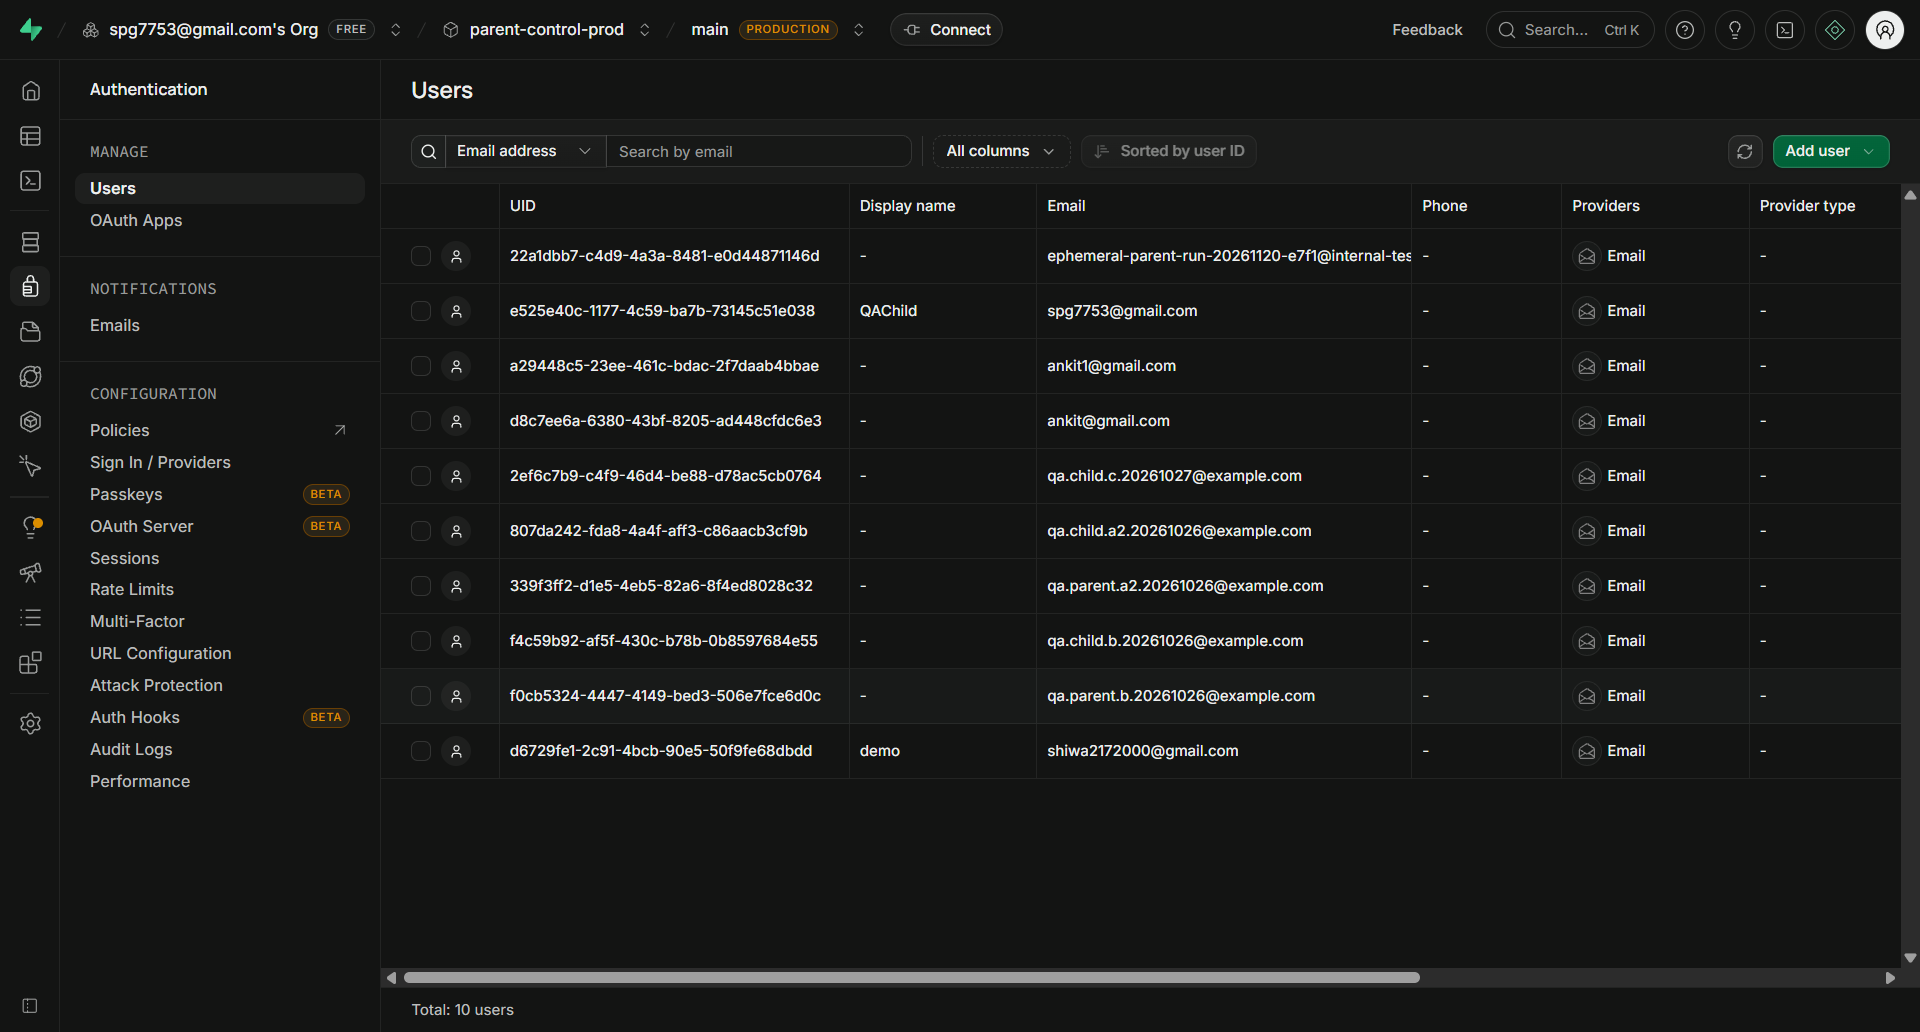 spg7753@gmail.com's Org FREE parent-control-prod main PRODUCTION Connect Feedback Search... Ctrl K
Authentication
MANAGE
Users
OAuth Apps
NOTIFICATIONS
Emails
CONFIGURATION
Policies
Sign In / Providers
Passkeys BETA
OAuth Server BETA
Sessions
Rate Limits
Multi-Factor
URL Configuration
Attack Protection
Auth Hooks BETA
Audit Logs
Performance
Users
Email address Search by email All columns Sorted by user ID Add user
UID Display name Email Phone Providers Provider type
22a1dbb7-c4d9-4a3a-8481-e0d44871146d - ephemeral-parent-run-20261120-e7f1@internal-tes - Email -
e525e40c-1177-4c59-ba7b-73145c51e038 QAChild spg7753@gmail.com - Email -
a29448c5-23ee-461c-bdac-2f7daab4bbae - ankit1@gmail.com - Email -
d8c7ee6a-6380-43bf-8205-ad448cfdc6e3 - ankit@gmail.com - Email -
2ef6c7b9-c4f9-46d4-be88-d78ac5cb0764 - qa.child.c.20261027@example.com - Email -
807da242-fda8-4a4f-aff3-c86aacb3cf9b - qa.child.a2.20261026@example.com - Email -
339f3ff2-d1e5-4eb5-82a6-8f4ed8028c32 - qa.parent.a2.20261026@example.com - Email -
f4c59b92-af5f-430c-b78b-0b8597684e55 - qa.child.b.20261026@example.com - Email -
f0cb5324-4447-4149-bed3-506e7fce6d0c - qa.parent.b.20261026@example.com - Email -
d6729fe1-2c91-4bcb-90e5-50f9fe68dbdd demo shiwa2172000@gmail.com - Email -
Total: 10 users